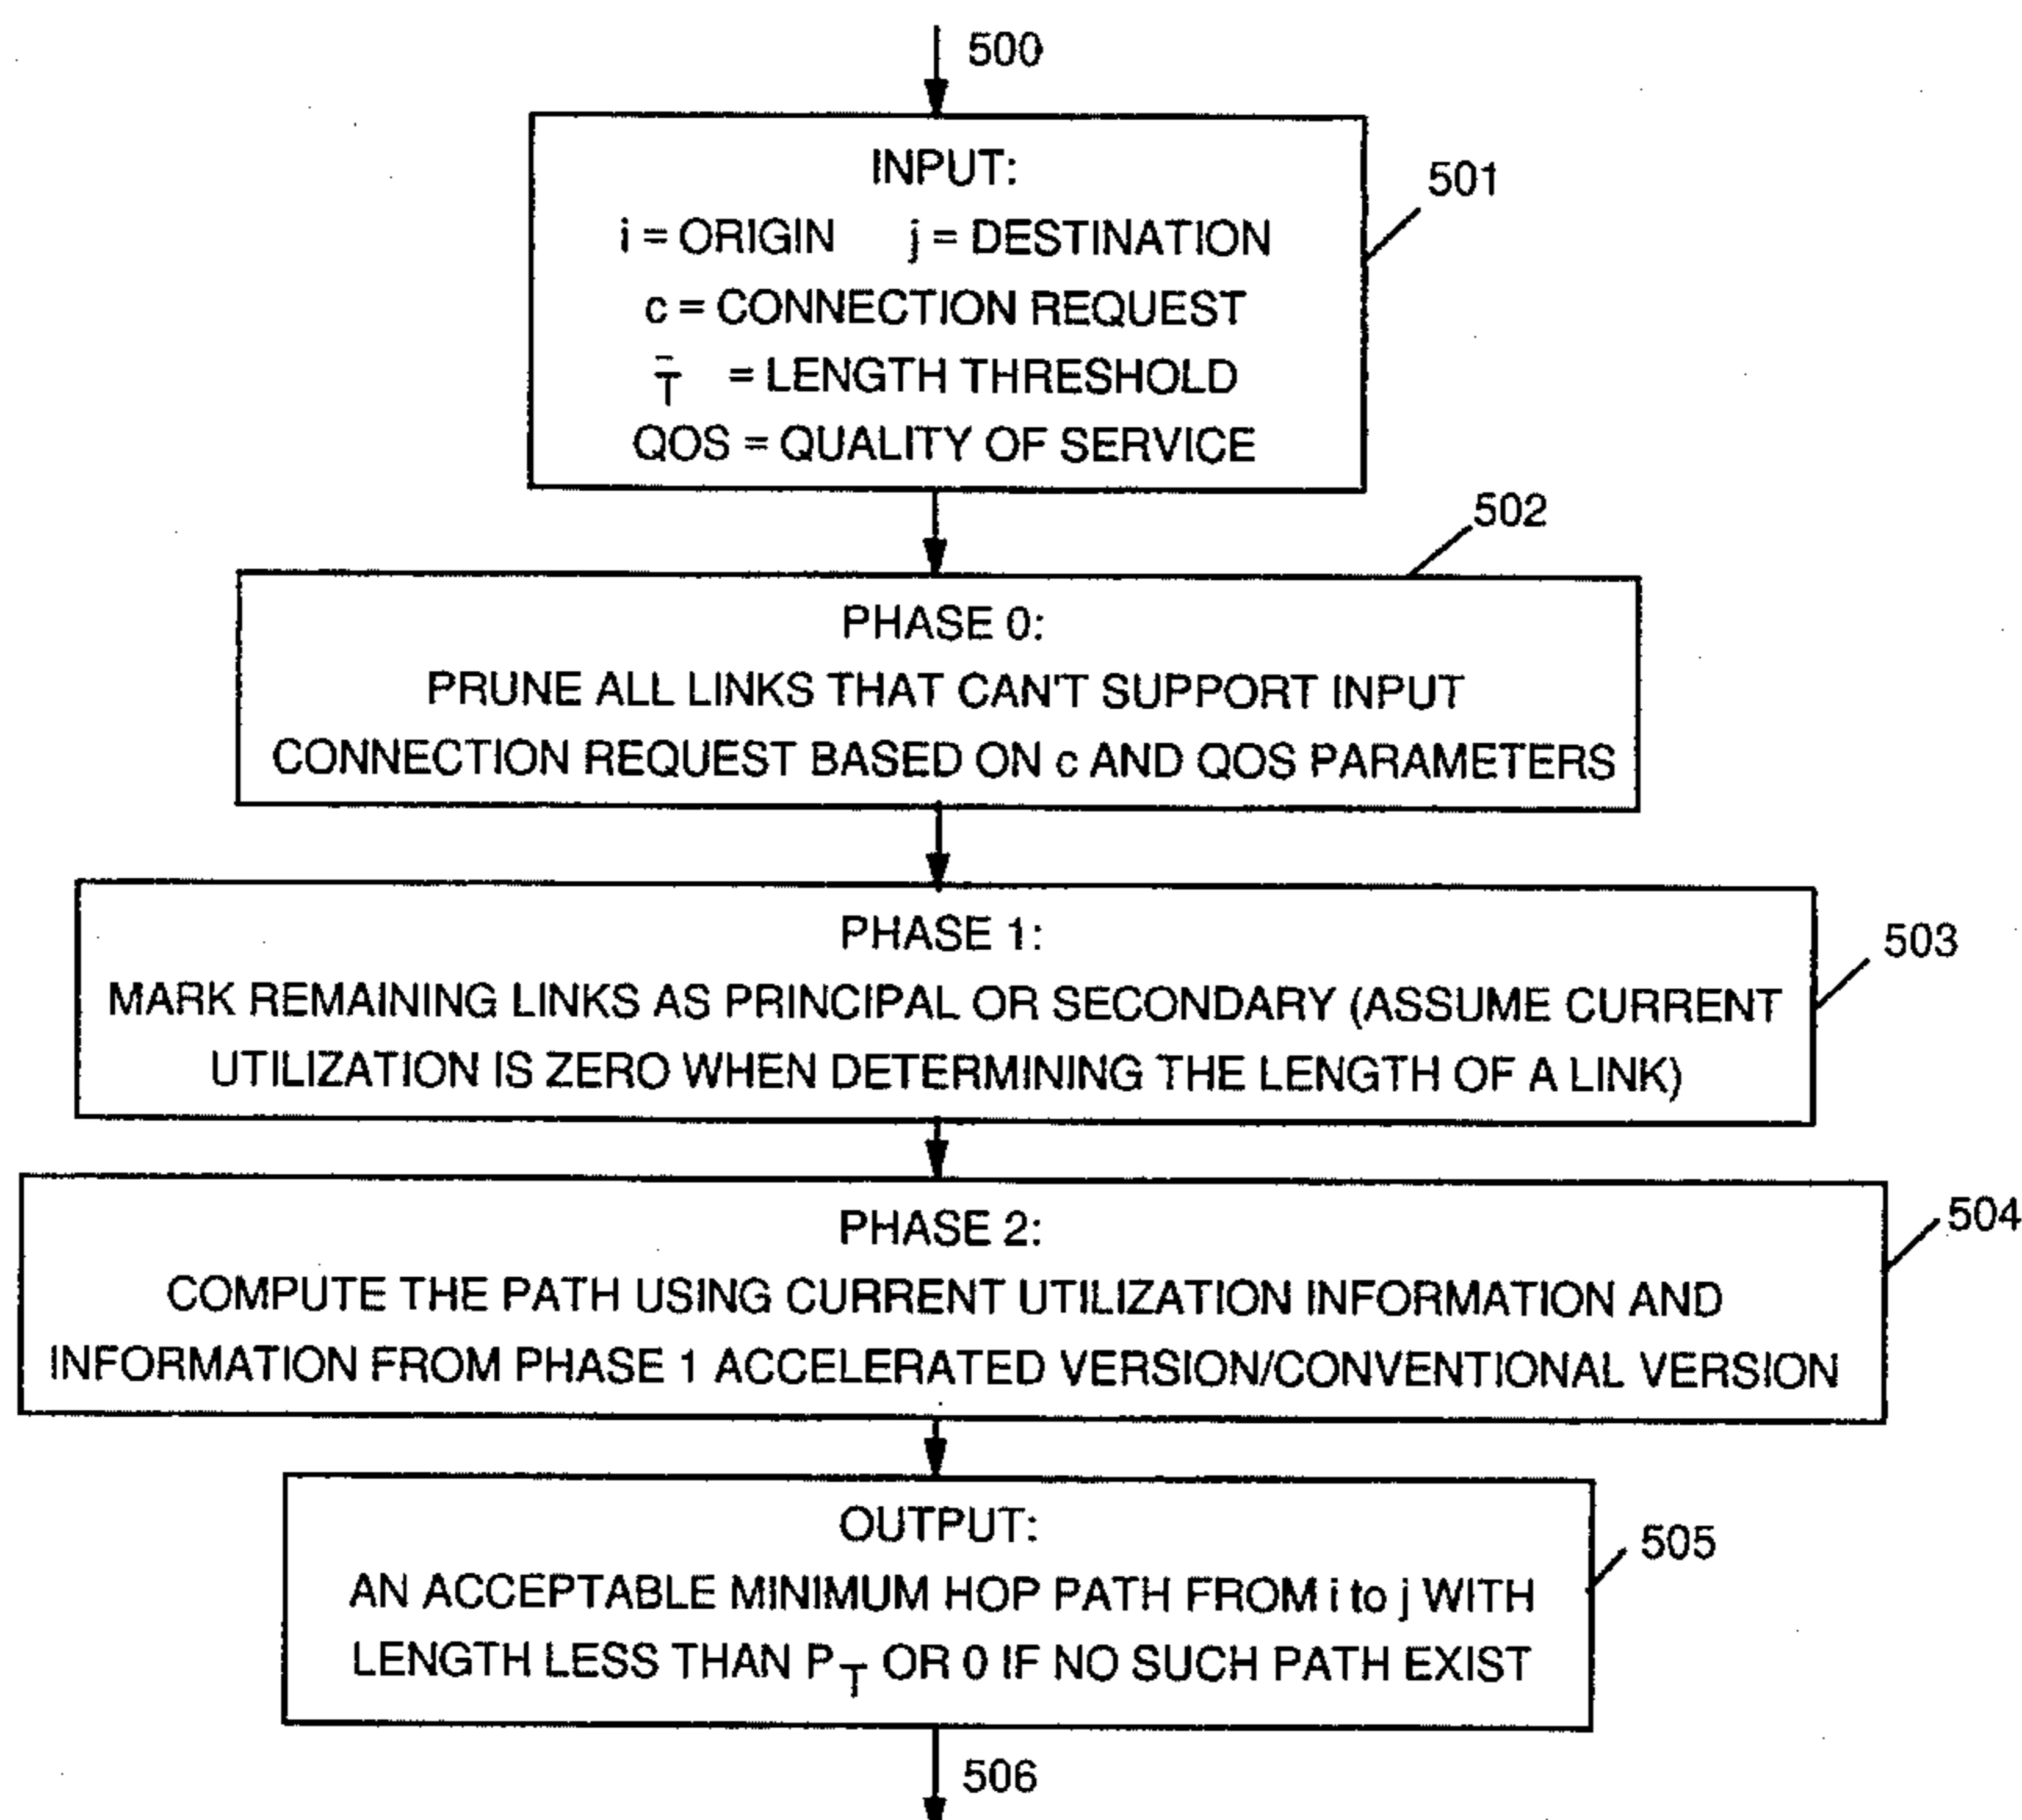 500
INPUT:
501
i = ORIGIN j = DESTINATION
c = CONNECTION REQUEST
T̄ = LENGTH THRESHOLD
QOS = QUALITY OF SERVICE
502
PHASE 0:
PRUNE ALL LINKS THAT CAN'T SUPPORT INPUT
CONNECTION REQUEST BASED ON c AND QOS PARAMETERS
PHASE 1:
503
MARK REMAINING LINKS AS PRINCIPAL OR SECONDARY (ASSUME CURRENT
UTILIZATION IS ZERO WHEN DETERMINING THE LENGTH OF A LINK)
PHASE 2:
504
COMPUTE THE PATH USING CURRENT UTILIZATION INFORMATION AND
INFORMATION FROM PHASE 1 ACCELERATED VERSION/CONVENTIONAL VERSION
OUTPUT:
505
AN ACCEPTABLE MINIMUM HOP PATH FROM i to j WITH
LENGTH LESS THAN P_T OR 0 IF NO SUCH PATH EXIST
506